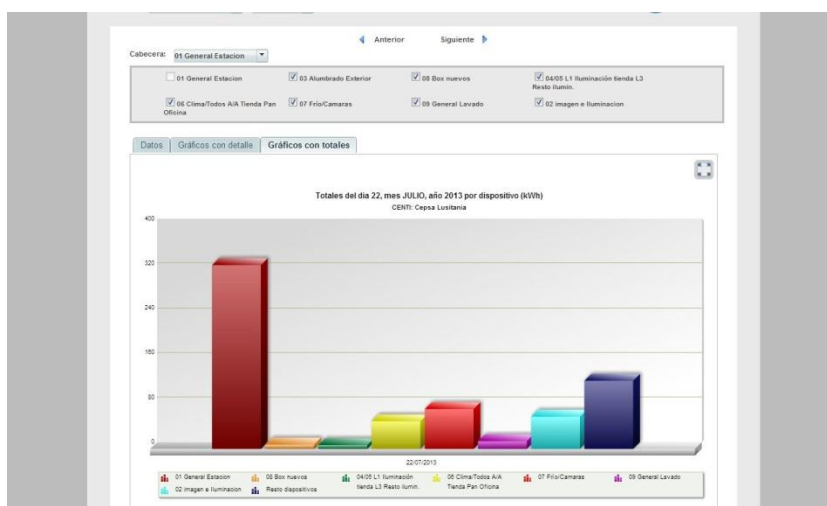 Anterior Siguiente
Cabecera: 01 General Estacion
01 General Estacion 03 Alumbrado Exterior 08 Box nuevos 04/05 L1 Iluminación tienda L3
Resto ilumin.
06 Clima/Todos A/A Tienda Pan 07 Frío/Camaras 09 General Lavado 02 imagen e Iluminacion
Oficina
Datos Gráficos con detalle Gráficos con totales
Totales del dia 22, mes JULIO, año 2013 por dispositivo (kWh)
CENTI: Cepsa Lusitania
400
320
240
160
80
0
22/07/2013
01 General Estacion 08 Box nuevos 04/05 L1 Iluminación 06 Clima/Todos A/A 07 Frío/Camaras 09 General Lavado
tienda L3 Resto ilumin. Tienda Pan Oficina
02 imagen e Iluminacion Resto dispositivos